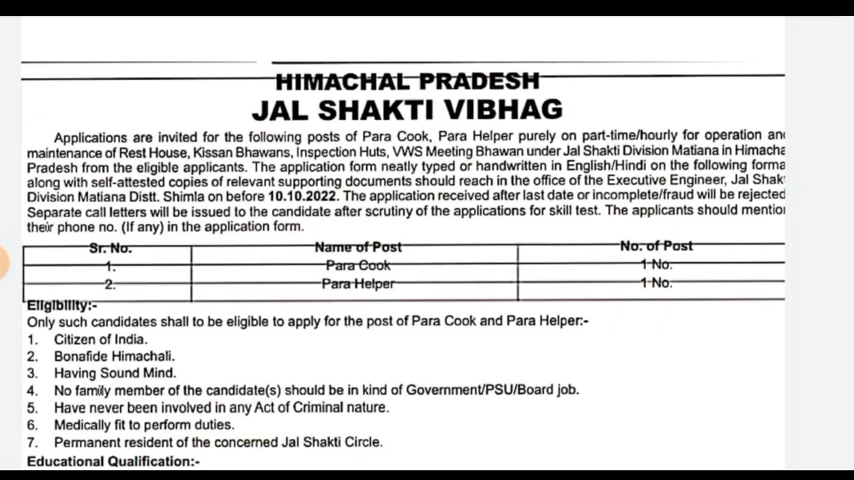 HIMACHAL PRADESH
JAL SHAKTI VIBHAG
Applications are invited for the following posts of Para Cook, Para Helper purely on part-time/hourly for operation and
maintenance of Rest House, Kissan Bhawans, Inspection Huts, VWS Meeting Bhawan under Jal Shakti Division Matiana in Himacha
Pradesh from the eligible applicants. The application form neatly typed or handwritten in English/Hindi on the following forma
along with self-attested copies of relevant supporting documents should reach in the office of the Executive Engineer, Jal Shak
Division Matiana Distt. Shimla on before 10.10.2022. The application received after last date or incomplete/fraud will be rejected
Separate call letters will be issued to the candidate after scrutiny of the applications for skill test. The applicants should mentio
their phone no. (If any) in the application form.
Sr. No. Name of Post No. of Post
1. Para Cook 1 No.
2. Para Helper 1 No.
Eligibility:-
Only such candidates shall to be eligible to apply for the post of Para Cook and Para Helper:-
1. Citizen of India.
2. Bonafide Himachali.
3. Having Sound Mind.
4. No family member of the candidate(s) should be in kind of Government/PSU/Board job.
5. Have never been involved in any Act of Criminal nature.
6. Medically fit to perform duties.
7. Permanent resident of the concerned Jal Shakti Circle.
Educational Qualification:-